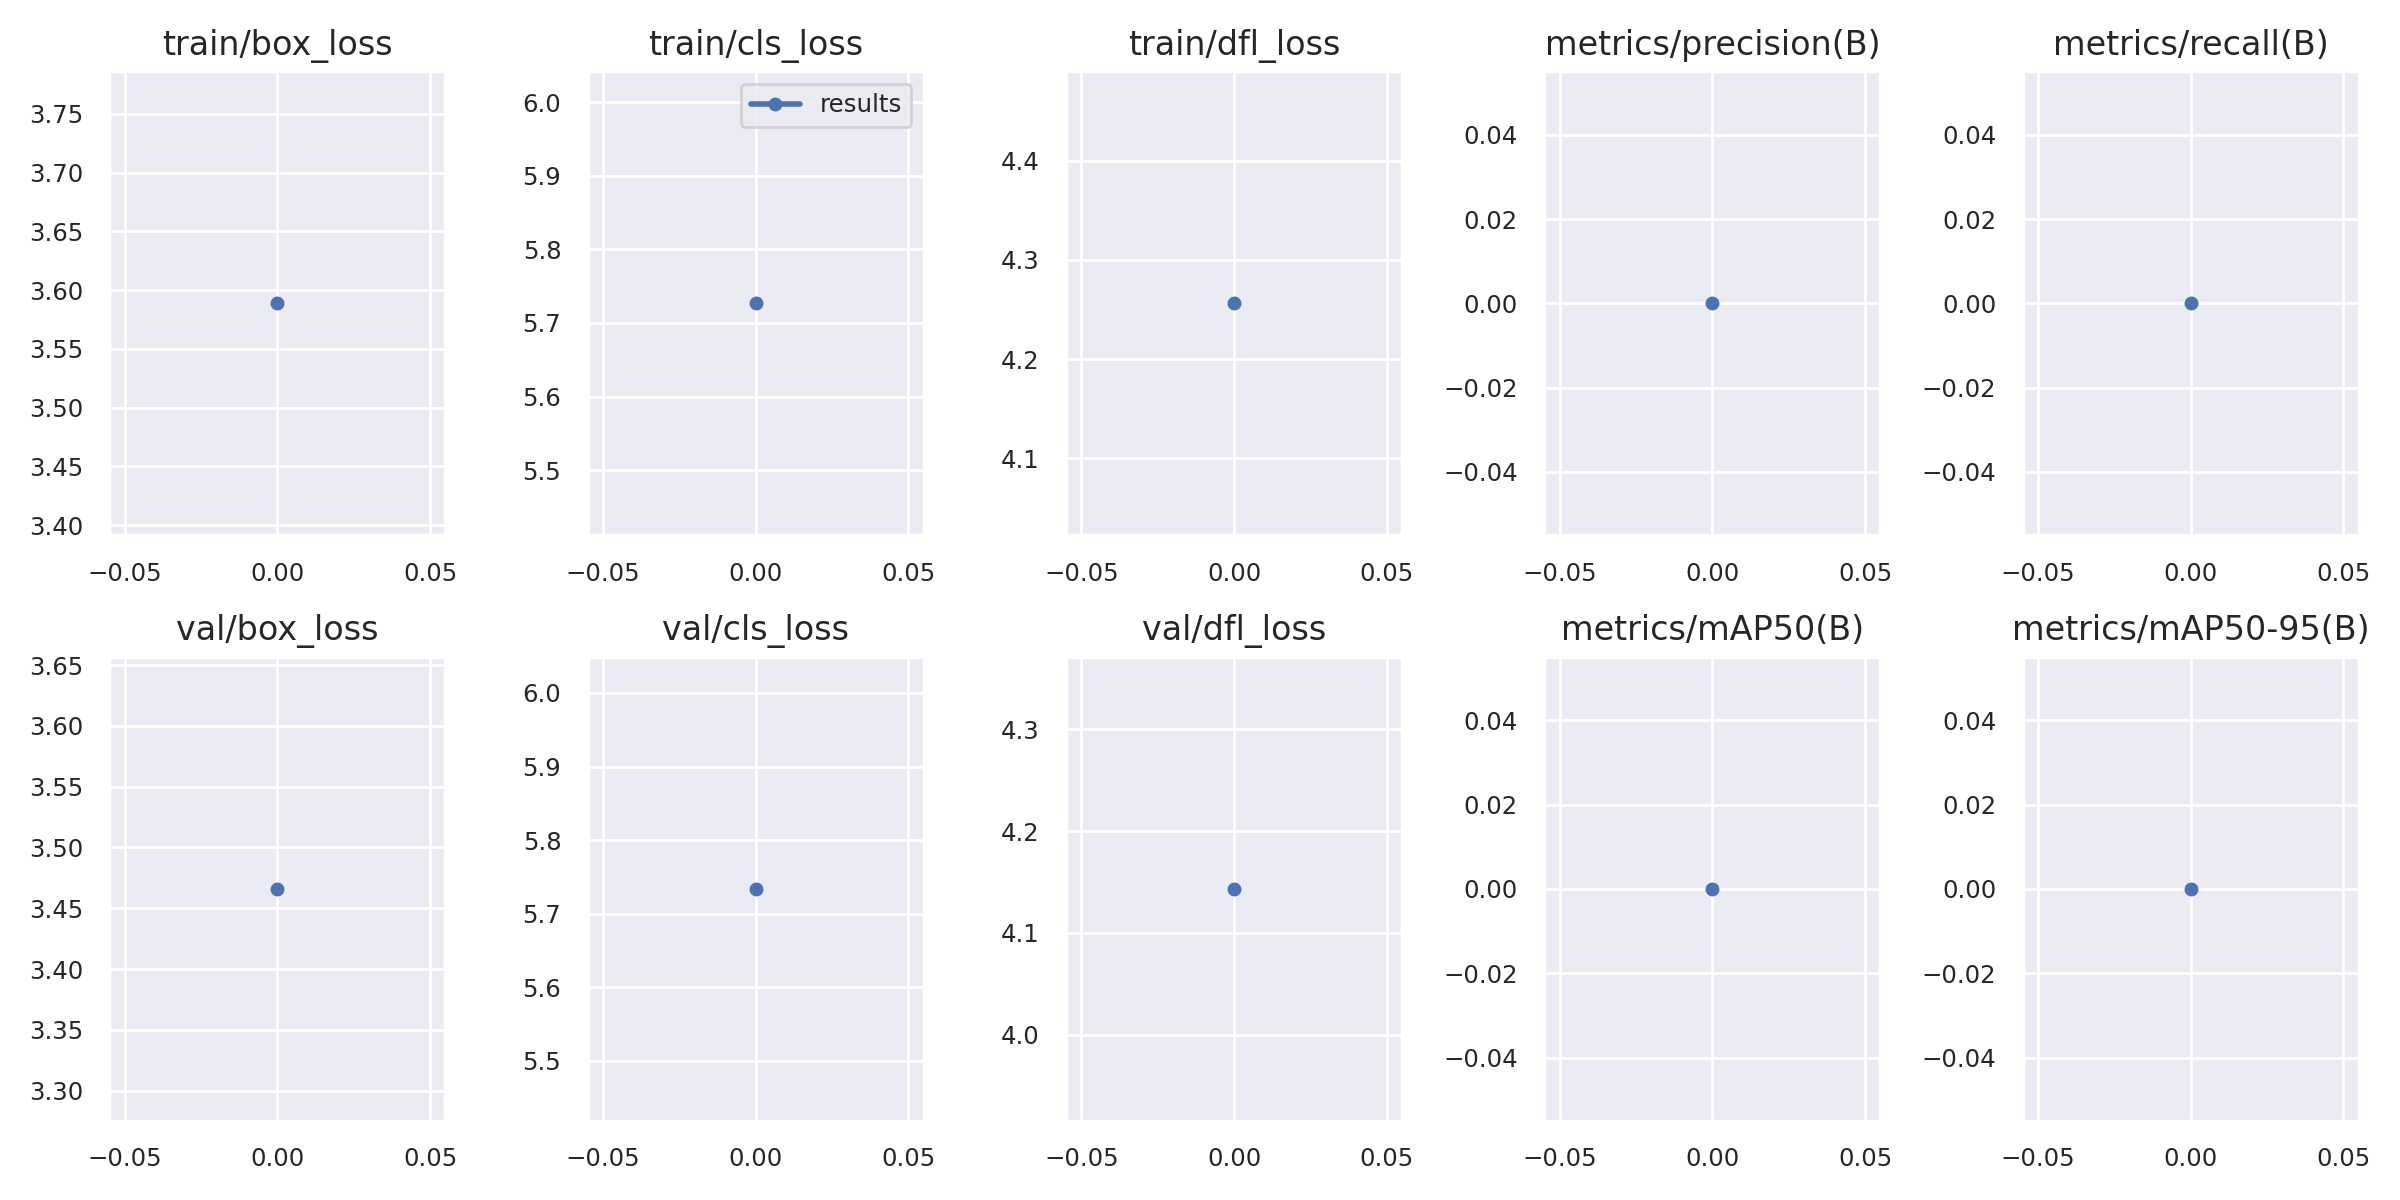 train/box_loss
train/cls_loss
train/dfl_loss
metrics/precision(B)
metrics/recall(B)
3.75
3.70
3.65
3.60
3.55
3.50
3.45
3.40
−0.05 0.00 0.05
results
6.0
5.9
5.8
5.7
5.6
5.5
−0.05 0.00 0.05
4.4
4.3
4.2
4.1
−0.05 0.00 0.05
0.04
0.02
0.00
−0.02
−0.04
−0.05 0.00 0.05
0.04
0.02
0.00
−0.02
−0.04
−0.05 0.00 0.05
val/box_loss
val/cls_loss
val/dfl_loss
metrics/mAP50(B)
metrics/mAP50-95(B)
3.65
3.60
3.55
3.50
3.45
3.40
3.35
3.30
−0.05 0.00 0.05
6.0
5.9
5.8
5.7
5.6
5.5
−0.05 0.00 0.05
4.3
4.2
4.1
4.0
−0.05 0.00 0.05
0.04
0.02
0.00
−0.02
−0.04
−0.05 0.00 0.05
0.04
0.02
0.00
−0.02
−0.04
−0.05 0.00 0.05